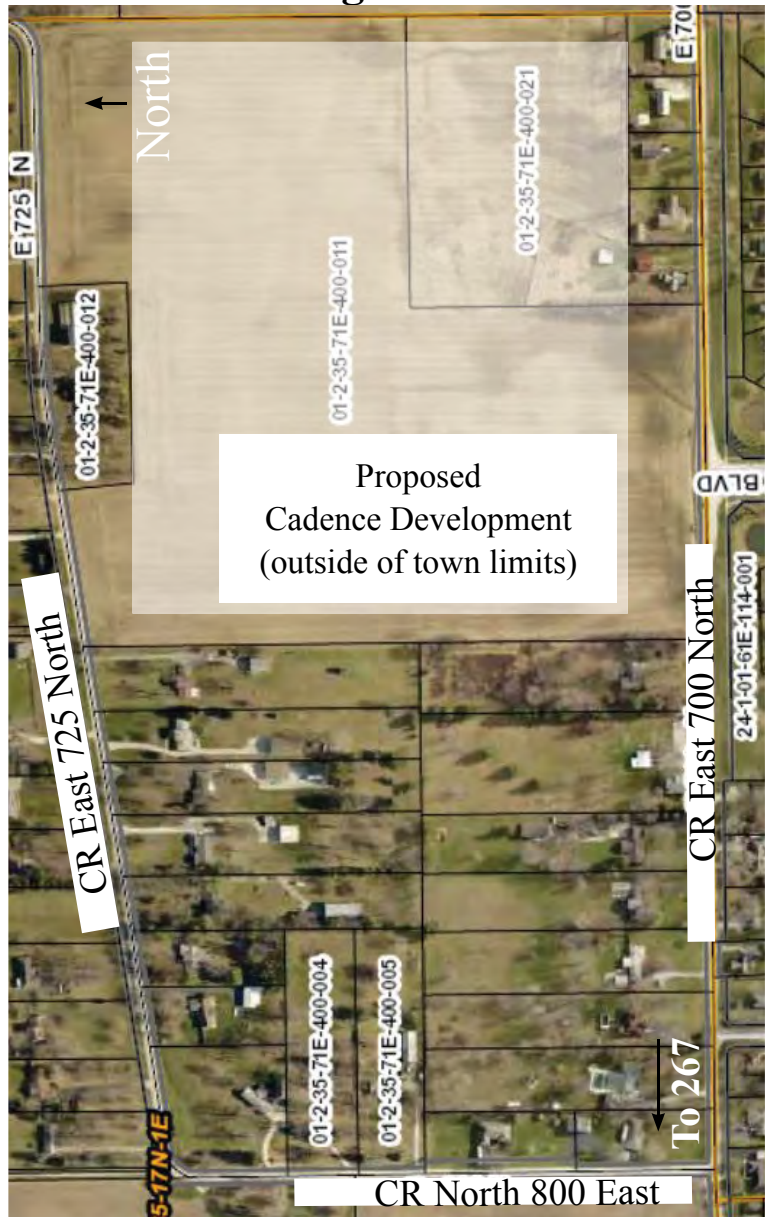 North
E 700
E 725 N
01-2-35-71E-400-021
01-2-35-71E-400-011
01-2-35-71E-400-012
Proposed
Cadence Development
(outside of town limits)
BLVD
24-1-01-61E-114-001
CR East 725 North
CR East 700 North
01-2-35-71E-400-004
01-2-35-71E-400-005
To 267
5-17N-1E
CR North 800 East